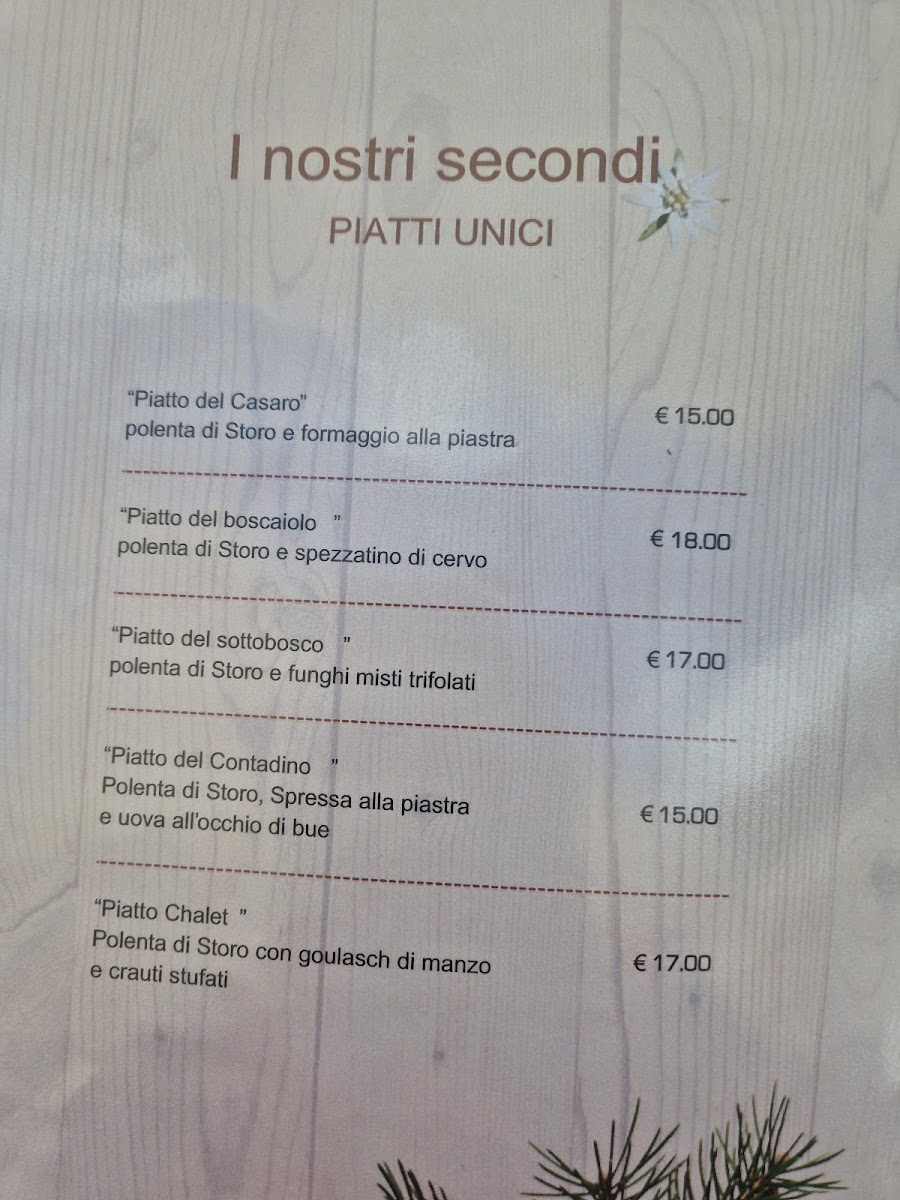 I nostri secondi
PIATTI UNICI
“Piatto del Casaro”
polenta di Storo e formaggio alla piastra
€ 15.00
“Piatto del boscaiolo ”
polenta di Storo e spezzatino di cervo
€ 18.00
“Piatto del sottobosco ”
polenta di Storo e funghi misti trifolati
€ 17.00
“Piatto del Contadino ”
Polenta di Storo, Spressa alla piastra
e uova all'occhio di bue
€ 15.00
“Piatto Chalet ”
Polenta di Storo con goulasch di manzo
e crauti stufati
€ 17.00